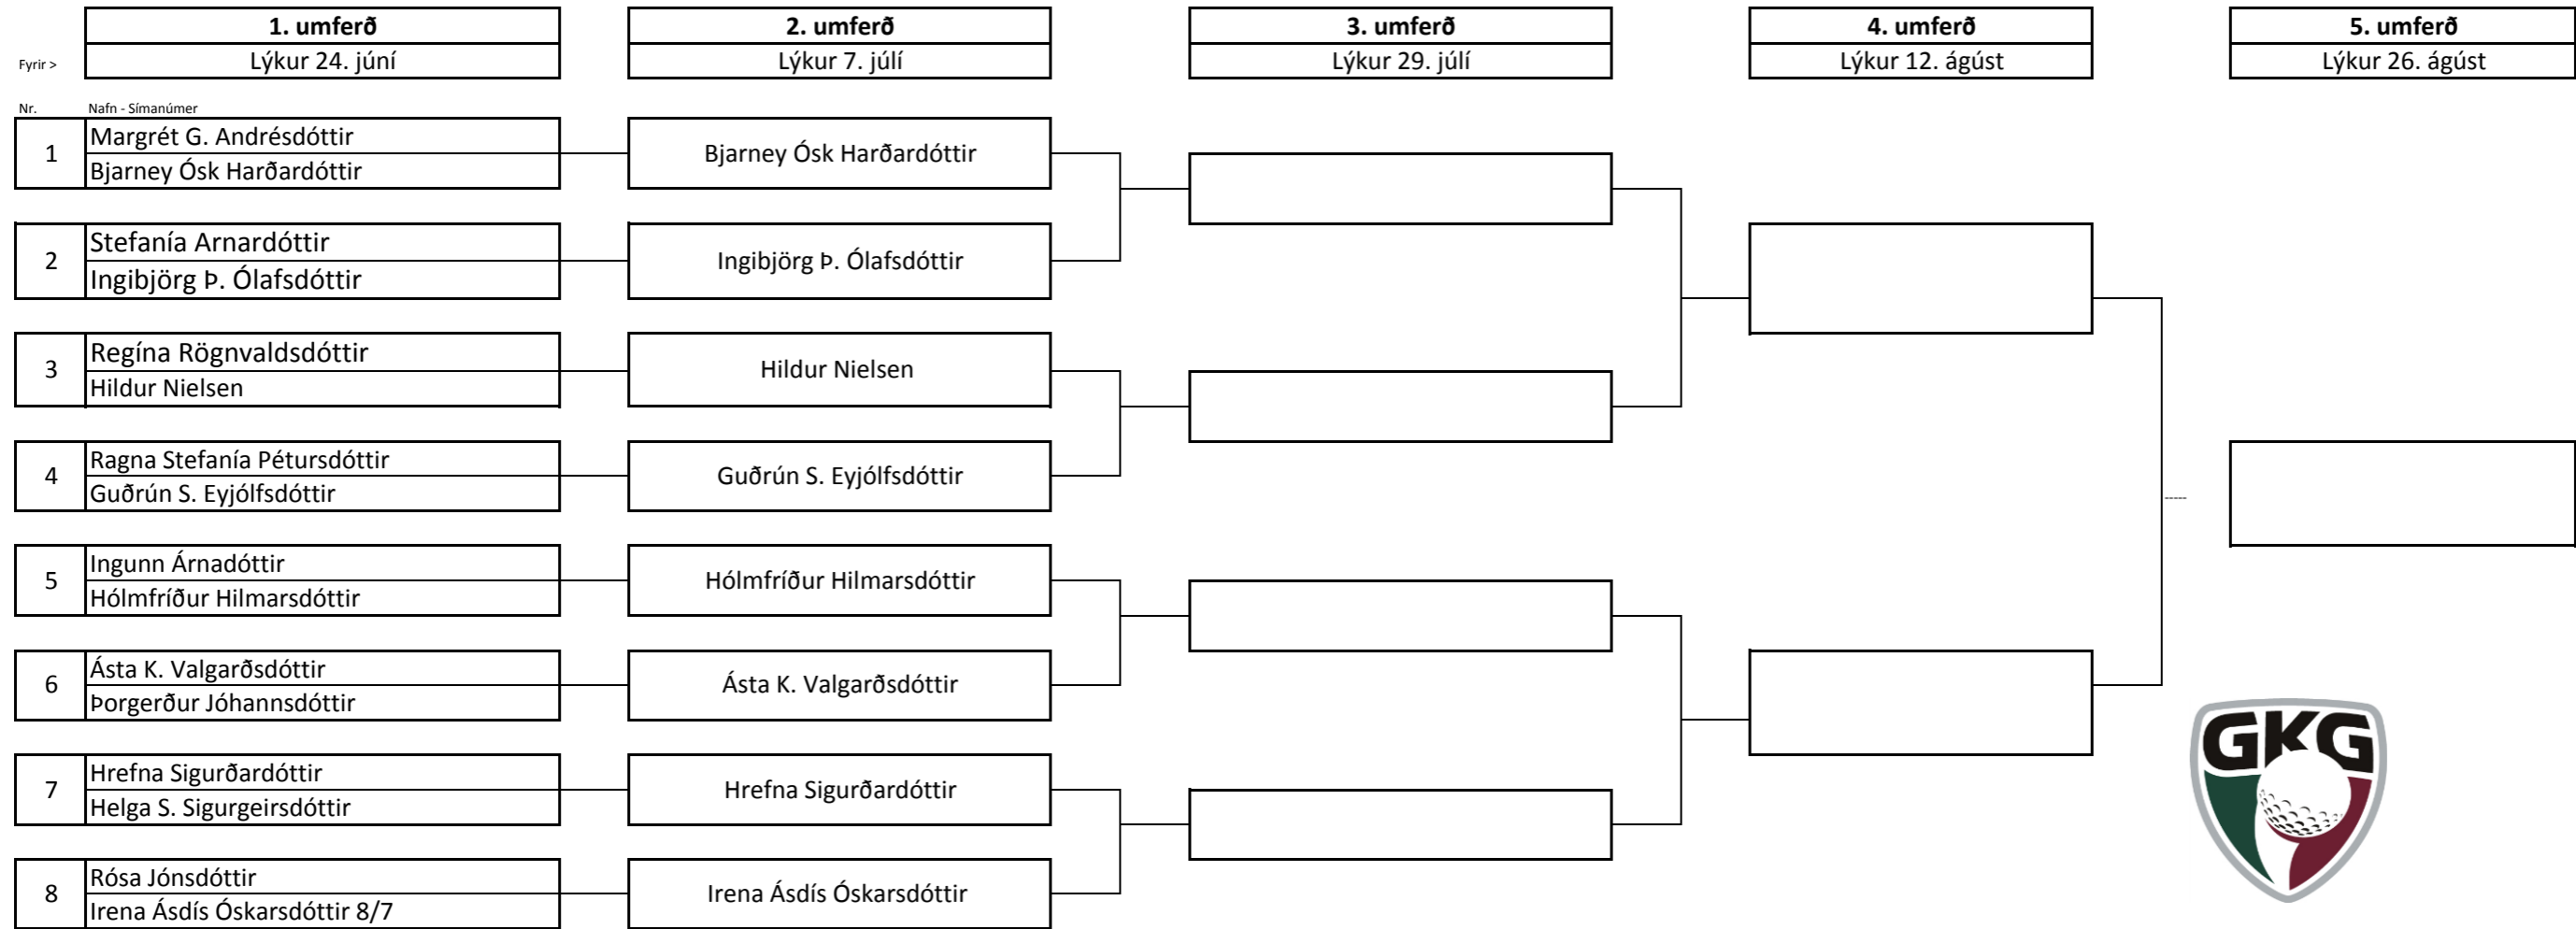 1. umferð
Lýkur 24. júní
2. umferð
Lýkur 7. júlí
3. umferð
Lýkur 29. júlí
4. umferð
Lýkur 12. ágúst
5. umferð
Lýkur 26. ágúst
Fyrir >
Nr. Nafn - Símanúmer
1
Margrét G. Andrésdóttir
Bjarney Ósk Harðardóttir
2
Stefanía Arnardóttir
Ingibjörg Þ. Ólafsdóttir
3
Regína Rögnvaldsdóttir
Hildur Nielsen
4
Ragna Stefanía Pétursdóttir
Guðrún S. Eyjólfsdóttir
5
Ingunn Árnadóttir
Hólmfríður Hilmarsdóttir
6
Ásta K. Valgarðsdóttir
Þorgerður Jóhannsdóttir
7
Hrefna Sigurðardóttir
Helga S. Sigurgeirsdóttir
8
Rósa Jónsdóttir
Irena Ásdís Óskarsdóttir 8/7
Bjarney Ósk Harðardóttir
Ingibjörg Þ. Ólafsdóttir
Hildur Nielsen
Guðrún S. Eyjólfsdóttir
Hólmfríður Hilmarsdóttir
Ásta K. Valgarðsdóttir
Hrefna Sigurðardóttir
Irena Ásdís Óskarsdóttir
-----
GKG